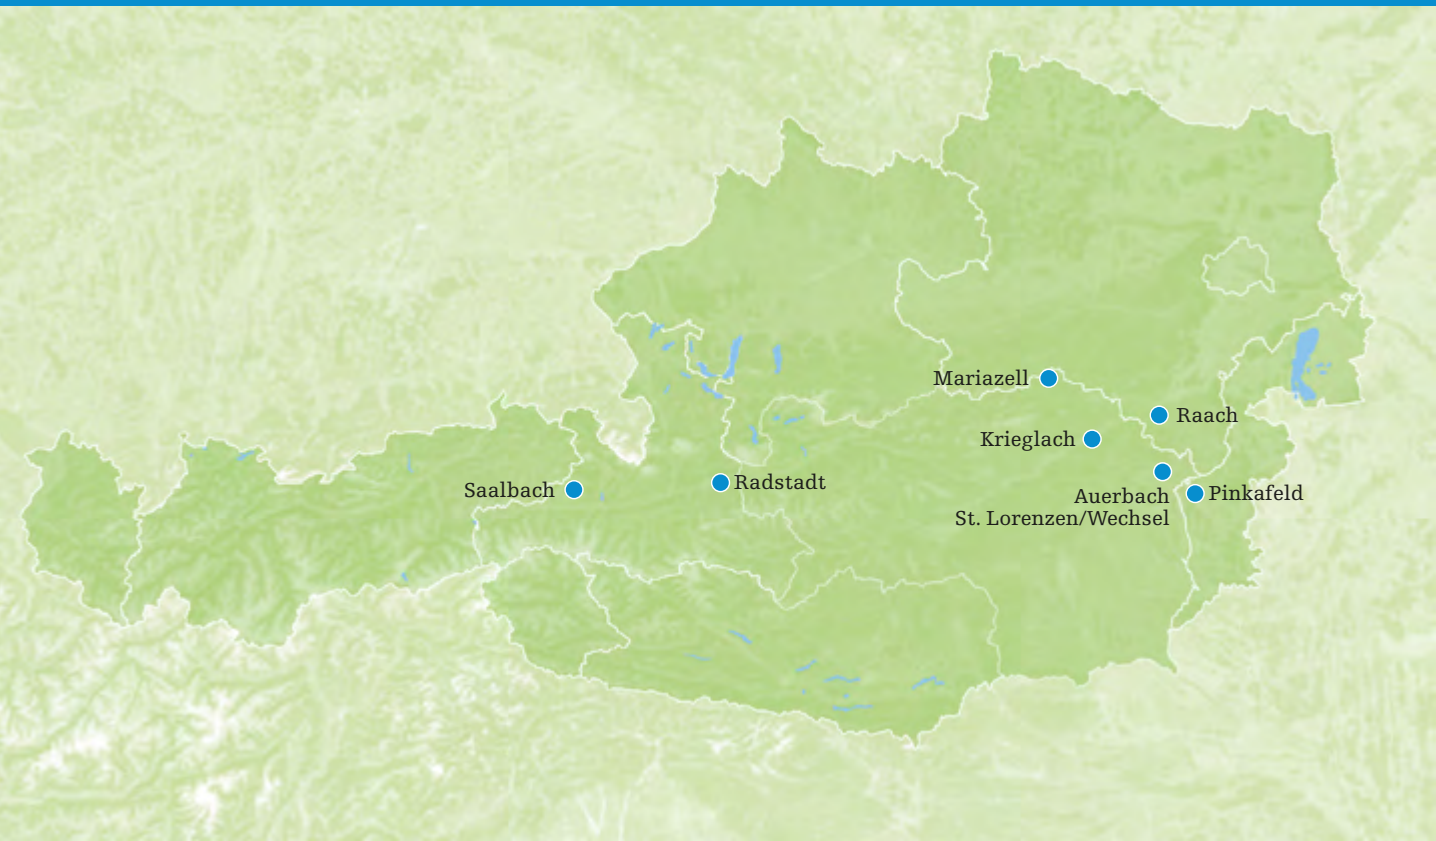 Mariazell
Raach
Krieglach
Radstadt
Saalbach
Auerbach
St. Lorenzen/Wechsel
Pinkafeld